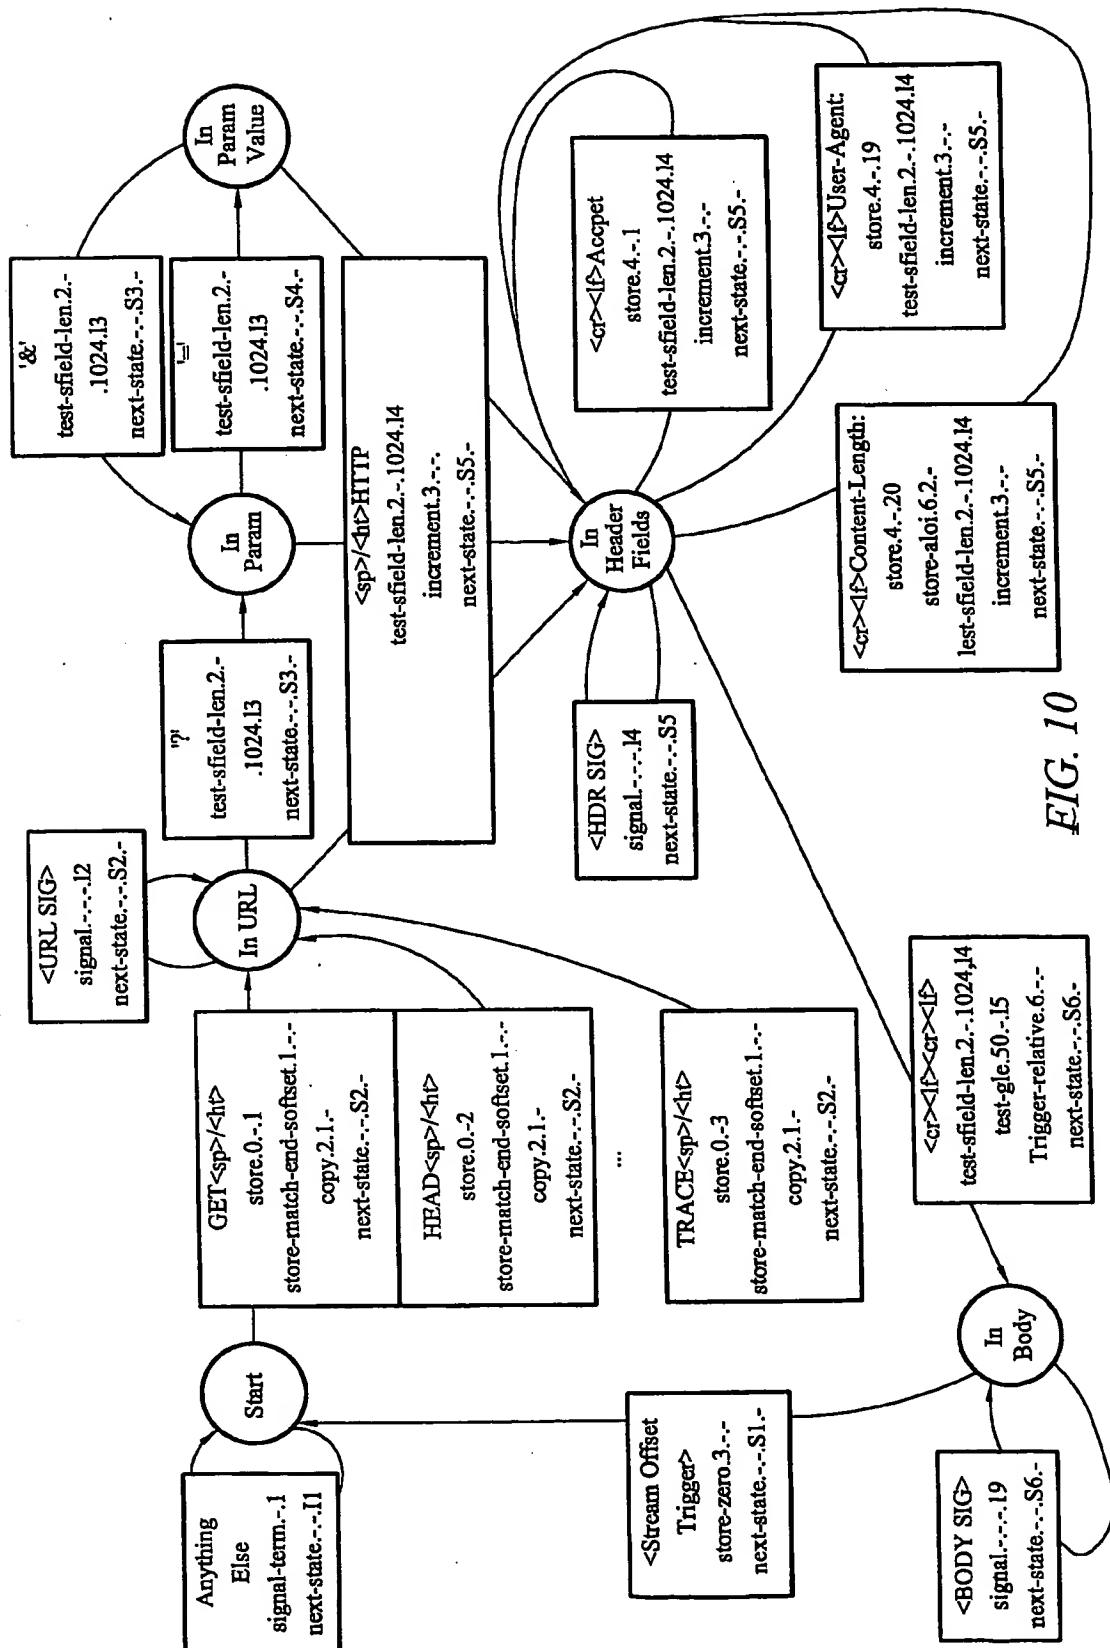 Anything
Else
signal-term.-.1
next-state.-.-.I1
Start
GET<sp>/<ht>
store.0.-.1
store-match-end-softset.1.-.-
copy.2.1.-
next-state.-.-.S2.-
HEAD<sp>/<ht>
store.0.-2
store-match-end-softset.1.-.-
copy.2.1.-
next-state.-.-.S2.-
...
TRACE<sp>/<ht>
store.0.-3
store-match-end-softset.1.-.-
copy.2.1.-
next-state.-.-.S2.-
<URL SIG>
signal.-.-.-.12
next-state.-.-.S2.-
In URL
'?'
test-sfield-len.2.-
.1024.13
next-state.-.-.S3.-
In
Param
'&'
test-sfield-len.2.-
.1024.13
next-state.-.-.S3.-
'='
test-sfield-len.2.-
.1024.13
next-state.-.-.S4.-
In
Param
Value
<sp>/<ht>HTTP
test-sfield-len.2.-.1024.14
increment.3.-.-.
next-state.-.-.S5.-
<HDR SIG>
signal.-.-.-.14
next-state.-.-.S5
In
Header
Fields
<cr><lf>Accpet
store.4.-.1
test-sfield-len.2.-.1024.14
increment.3.-.-
next-state.-.-.S5.-
<cr><lf>User-Agent:
store.4.-.19
test-sfield-len.2.-.1024.14
increment.3.-.-
next-state.-.-.S5.-
<cr><lf>Content-Length:
store.4.-.20
store-aloi.6.2.-
lest-sfield-len.2.-.1024.14
increment.3.-.-
next-state.-.-.S5.-
<Stream Offset
Trigger>
store-zero.3.-.-
next-state.-.-.S1.-
<cr><lf><cr><lf>
test-sfield-len.2.-.1024,14
test-gle.50.-.15
Trigger-relative.6.-.-
next-state.-.-.S6.-
In
Body
<BODY SIG>
signal.-.-.-.19
next-state.-.-.S6.-
FIG. 10